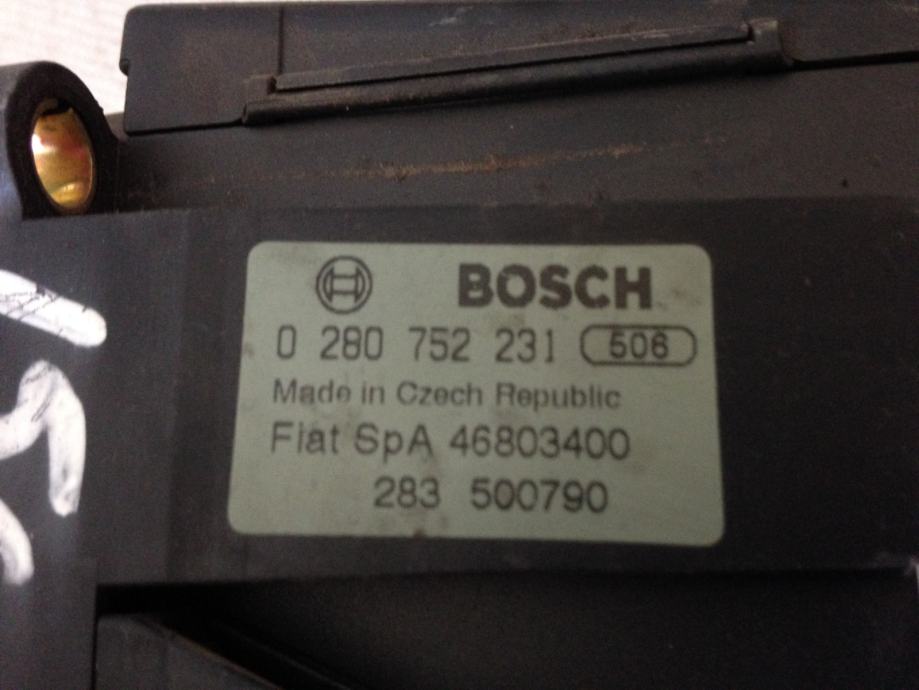 BOSCH
0 280 752 231 506
Made in Czech Republic
Fiat SpA 46803400
283 500790